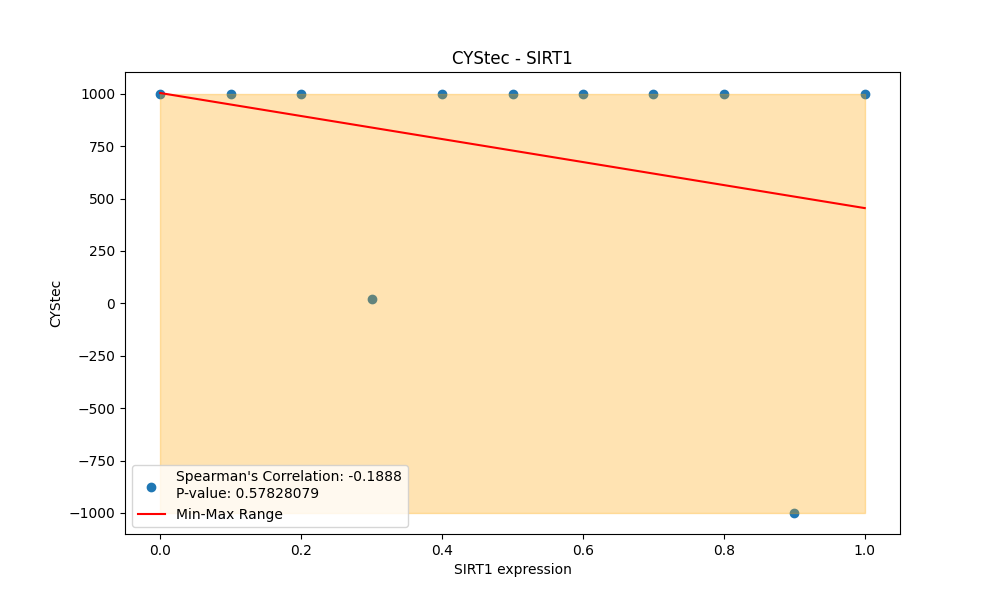 CYStec - SIRT1
1000
750
500
250
0
−250
−500
−750
−1000
CYStec
Spearman's Correlation: -0.1888
P-value: 0.57828079
Min-Max Range
0.0 0.2 0.4 0.6 0.8 1.0
SIRT1 expression